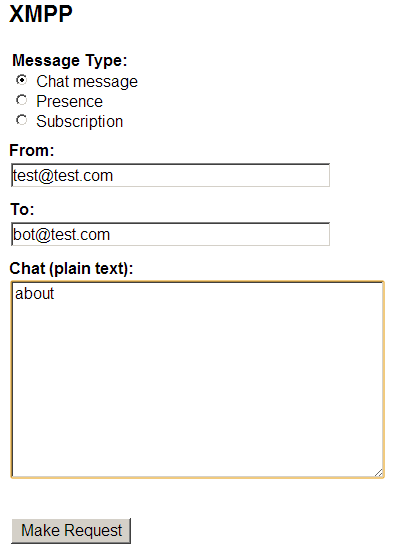 XMPP
Message Type:
Chat message
Presence
Subscription
From:
test@test.com
To:
bot@test.com
Chat (plain text):
about
Make Request